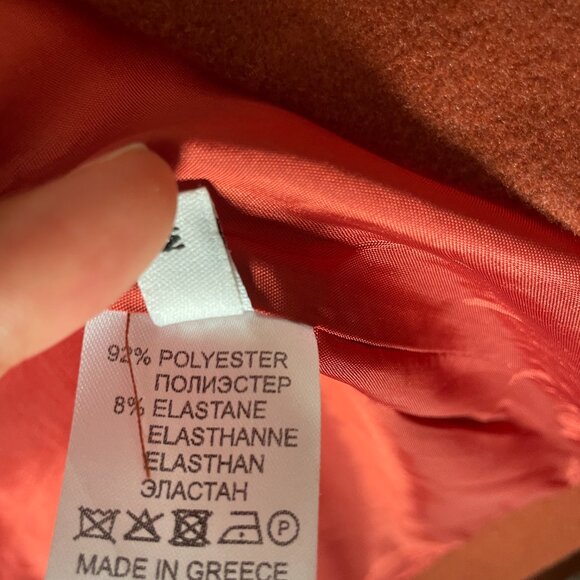 92% POLYESTER
ПОЛИЭСТЕР
8% ELASTANE
ELASTHANNE
ELASTHAN
ЭЛАСТАН
P
MADE IN GREECE